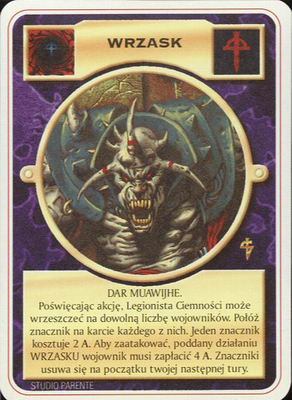 WRZASK
DAR MUAWIJHE.
Poświęcając akcję, Legionista Ciemności może
wrzeszczeć na dowolną liczbę wojowników. Połóż
znacznik na karcie każdego z nich. Jeden znacznik
kosztuje 2 A. Aby zaatakować, poddany działaniu
WRZASKU wojownik musi zapłacić 4 A. Znaczniki
usuwa się na początku twojej następnej tury.
STUDIO PARENTE